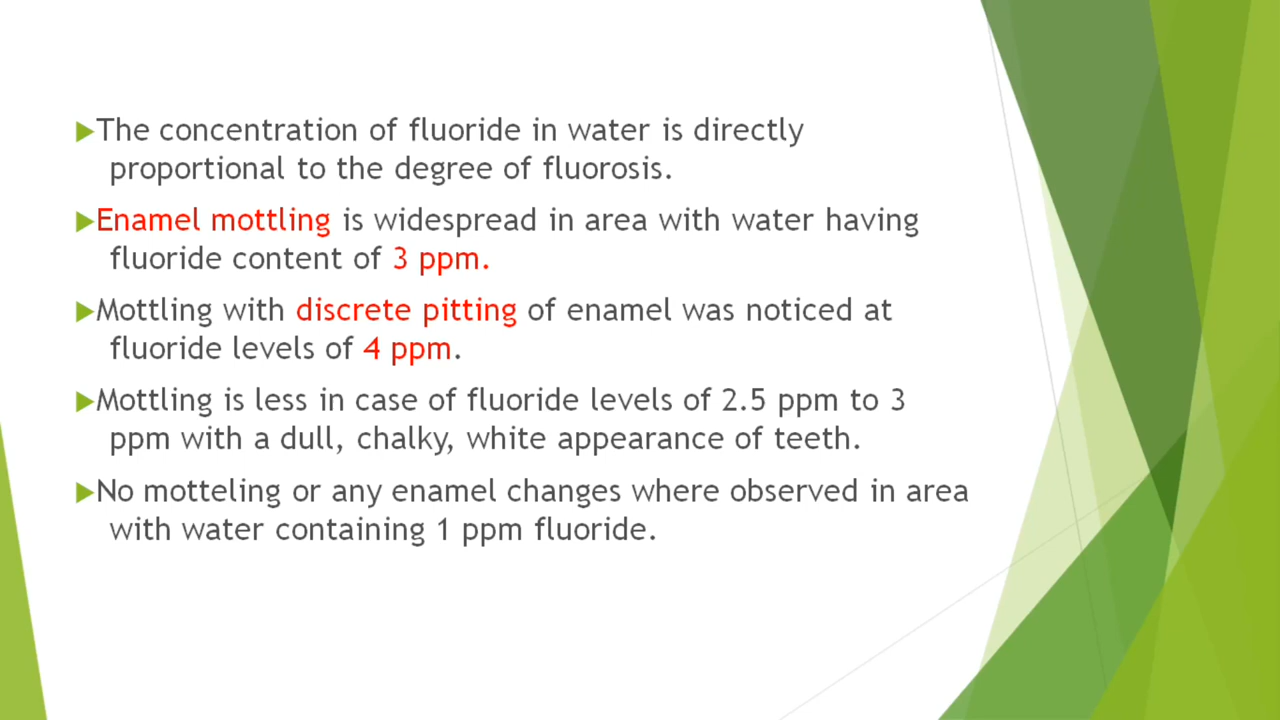 The concentration of fluoride in water is directly
proportional to the degree of fluorosis.
Enamel mottling is widespread in area with water having
fluoride content of 3 ppm.
Mottling with discrete pitting of enamel was noticed at
fluoride levels of 4 ppm.
Mottling is less in case of fluoride levels of 2.5 ppm to 3
ppm with a dull, chalky, white appearance of teeth.
No motteling or any enamel changes where observed in area
with water containing 1 ppm fluoride.